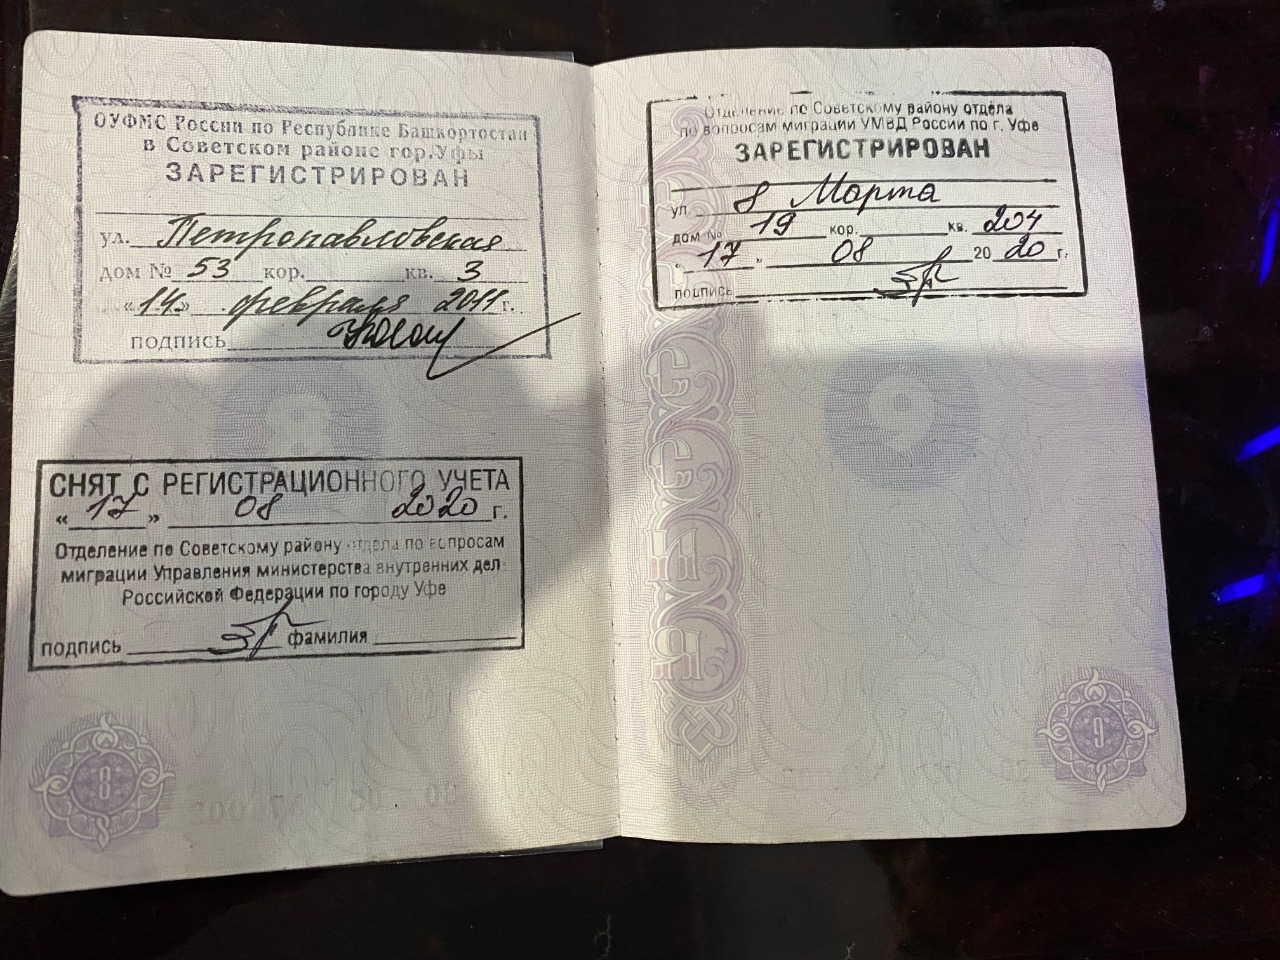 ОУФМС России по Республике Башкортостан
в Советском районе гор.Уфы
ЗАРЕГИСТРИРОВАН
ул. Петропавловская
дом № 53 кор. кв. 3
«14» февраля 2011 г.
подпись
СНЯТ С РЕГИСТРАЦИОННОГО УЧЕТА
«17» 08 2020 г.
Отделение по Советскому району отдела по вопросам
миграции Управления министерства внутренних дел
Российской Федерации по городу Уфе
подпись фамилия
8
Отделение по Советскому району отдела
по вопросам миграции УМВД России по г. Уфе
ЗАРЕГИСТРИРОВАН
ул. 8 Марта
дом № 19 кор. кв. 204
"17" 08 2020 г.
подпись
9